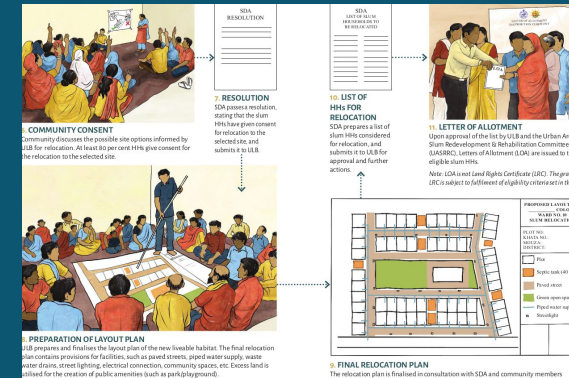 SDA
RESOLUTION
6. COMMUNITY CONSENT
Community discusses the possible site options informed by
ULB for relocation. At least 80 per cent HHs give consent for
the relocation to the selected site.
7. RESOLUTION
SDA passes a resolution,
stating that the slum
HHs have given consent
for relocation to the
selected site, and
submits it to ULB.
8. PREPARATION OF LAYOUT PLAN
ULB prepares and finalises the layout plan of the new liveable habitat. The final relocation
plan contains provisions for facilities, such as paved streets, piped water supply, waste
water drains, street lighting, electrical connection, community spaces, etc. Excess land is
utilised for the creation of public amenities (such as park/playground).
SDA
LIST OF SLUM
HOUSEHOLDS TO
BE RELOCATED
10. LIST OF
HHs FOR
RELOCATION
SDA prepares a list of
slum HHs considered
for relocation, and
submits it to ULB for
approval and further
actions.
11. LETTER OF ALLOTMENT
Upon approval of the list by ULB and the Urban Are
Slum Redevelopment & Rehabilitation Committee
(UASRRC), Letters of Allotment (LOA) are issued to t
eligible slum HHs.
Note: LOA is not Land Rights Certificate (LRC). The gra
LRC is subject to fulfilment of eligibility criteria set in th
PROPOSED LAYOUT
COLO
WARD NO. 10
SLUM RELOCATI
PLOT NO.
KHATA NO.
MOUZA:
DISTRICT:
Plot
Septic tank (40
Paved street
Green open spa
Piped water sup
Streetlight
9. FINAL RELOCATION PLAN
The relocation plan is finalised in consultation with SDA and community members